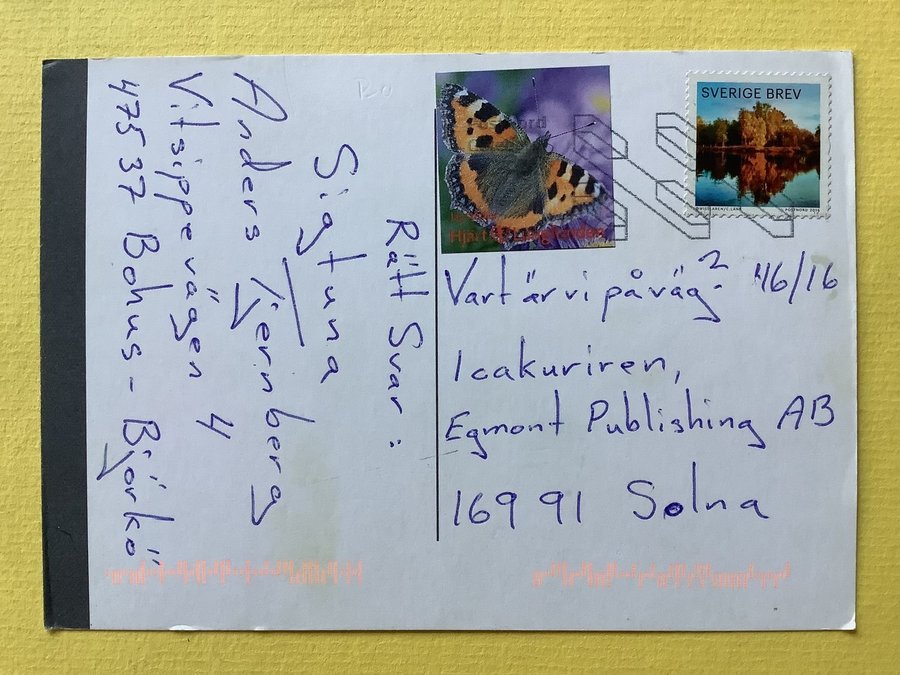 SVERIGE BREV
Rätt Svar:
Sigtuna
Anders Tjernberg
Vitsippevägen 4
475 37 Bohus-Björkö
Vart är vi på väg? 46/16
Icakuriren,
Egmont Publishing AB
169 91 Solna